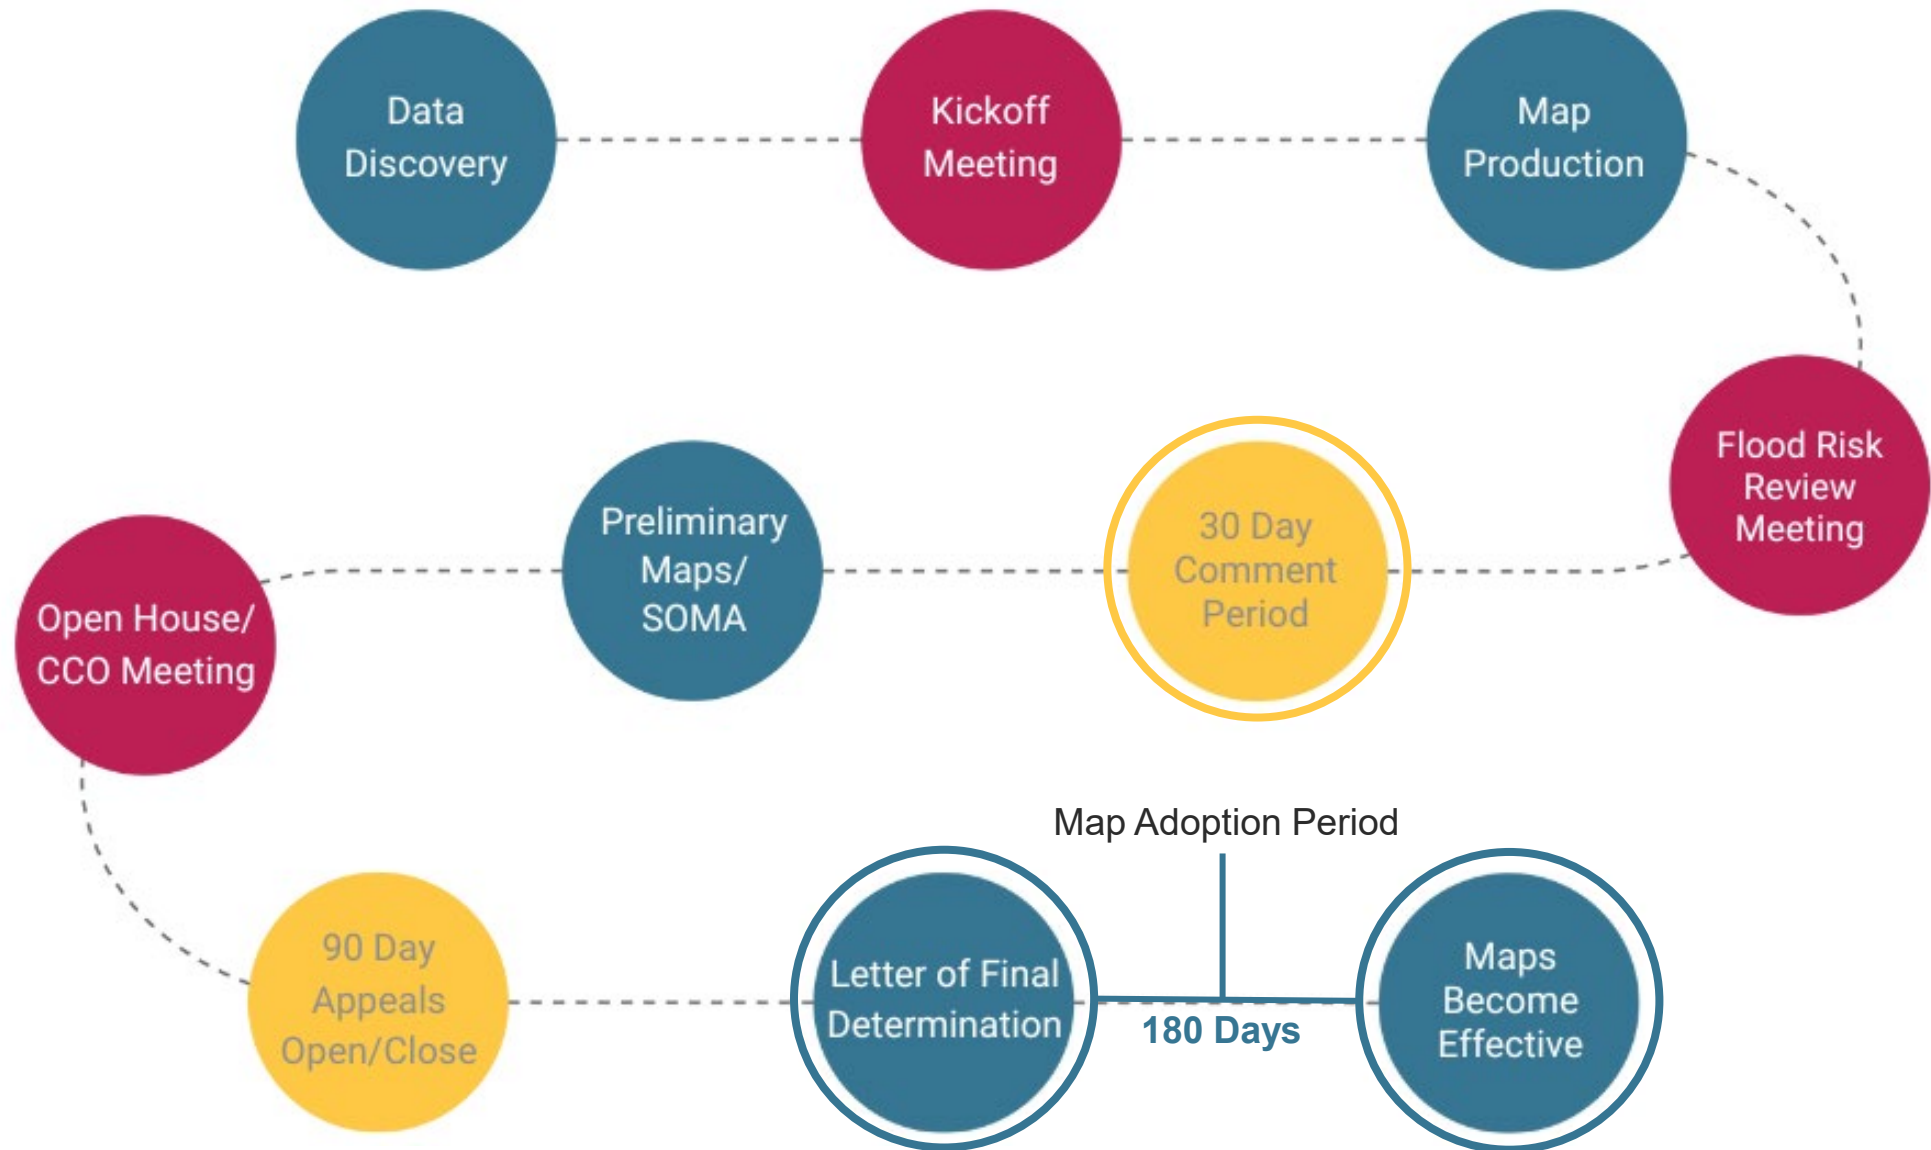 Data
Discovery
Kickoff
Meeting
Map
Production
Flood Risk
Review
Meeting
30 Day
Comment
Period
Preliminary
Maps/
SOMA
Open House/
CCO Meeting
90 Day
Appeals
Open/Close
Letter of Final
Determination
Map Adoption Period
180 Days
Maps
Become
Effective